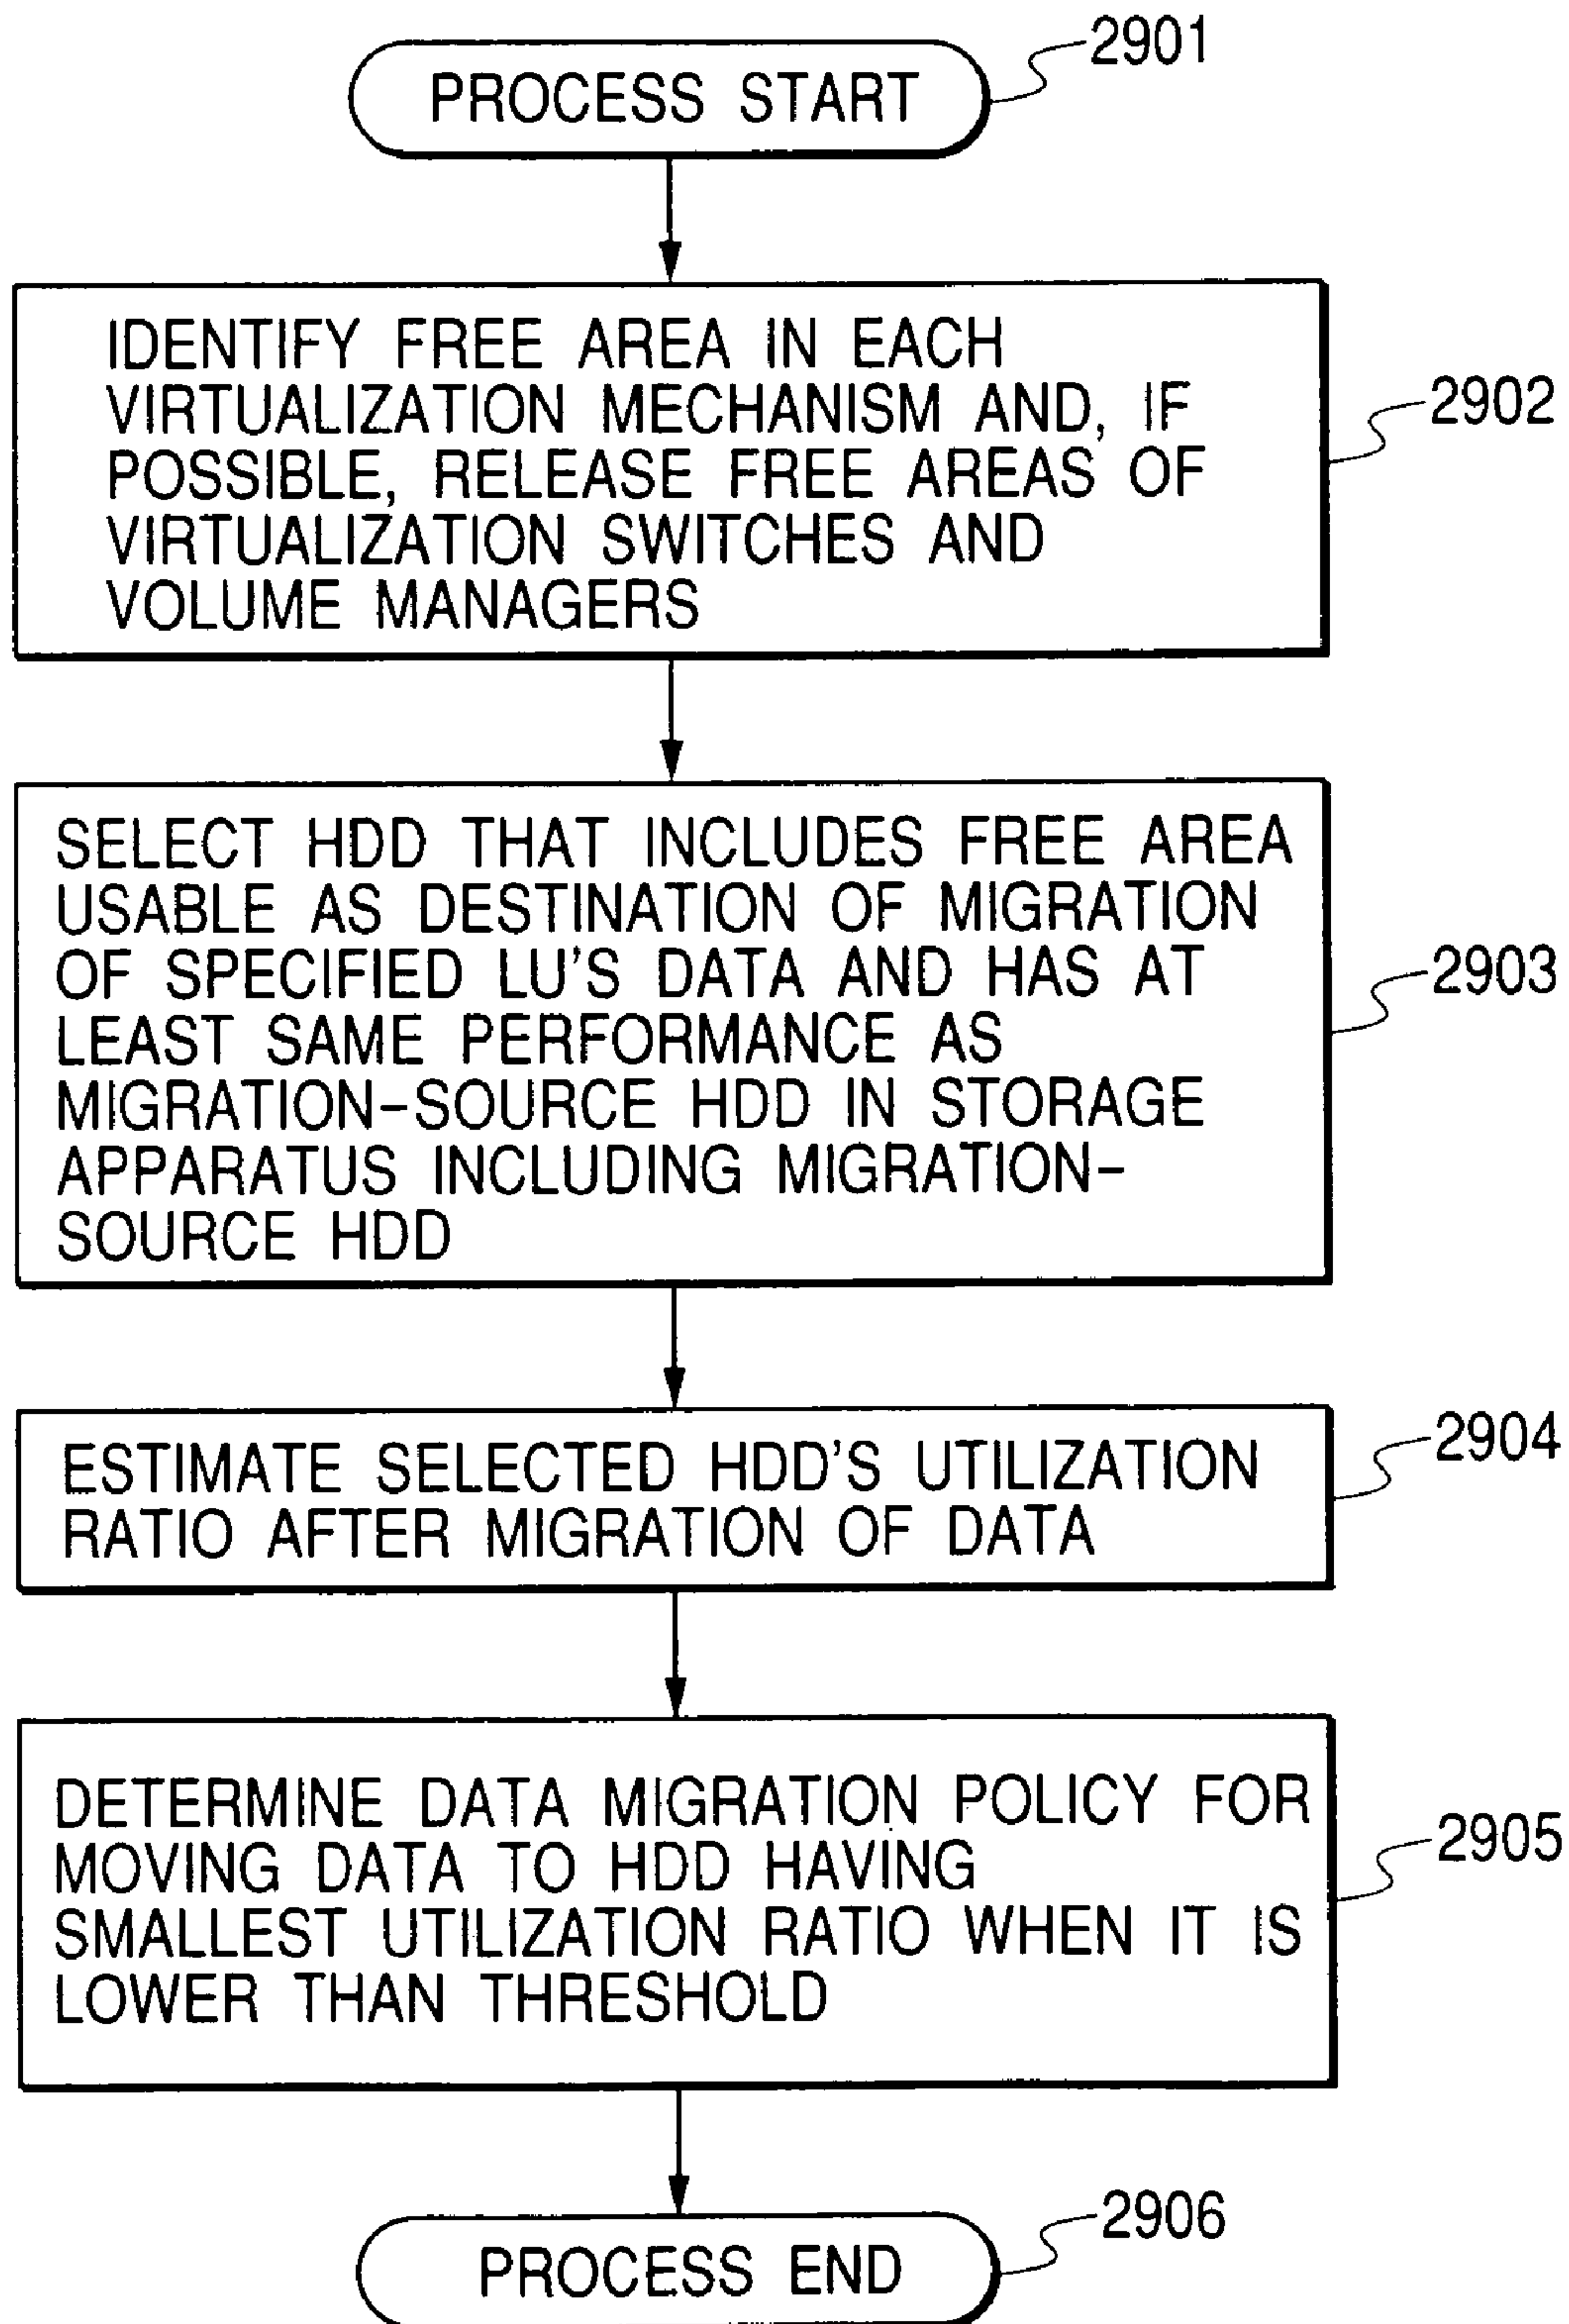 PROCESS START
2901
IDENTIFY FREE AREA IN EACH
VIRTUALIZATION MECHANISM AND, IF
POSSIBLE, RELEASE FREE AREAS OF
VIRTUALIZATION SWITCHES AND
VOLUME MANAGERS
2902
SELECT HDD THAT INCLUDES FREE AREA
USABLE AS DESTINATION OF MIGRATION
OF SPECIFIED LU'S DATA AND HAS AT
LEAST SAME PERFORMANCE AS
MIGRATION-SOURCE HDD IN STORAGE
APPARATUS INCLUDING MIGRATION-
SOURCE HDD
2903
ESTIMATE SELECTED HDD'S UTILIZATION
RATIO AFTER MIGRATION OF DATA
2904
DETERMINE DATA MIGRATION POLICY FOR
MOVING DATA TO HDD HAVING
SMALLEST UTILIZATION RATIO WHEN IT IS
LOWER THAN THRESHOLD
2905
PROCESS END
2906